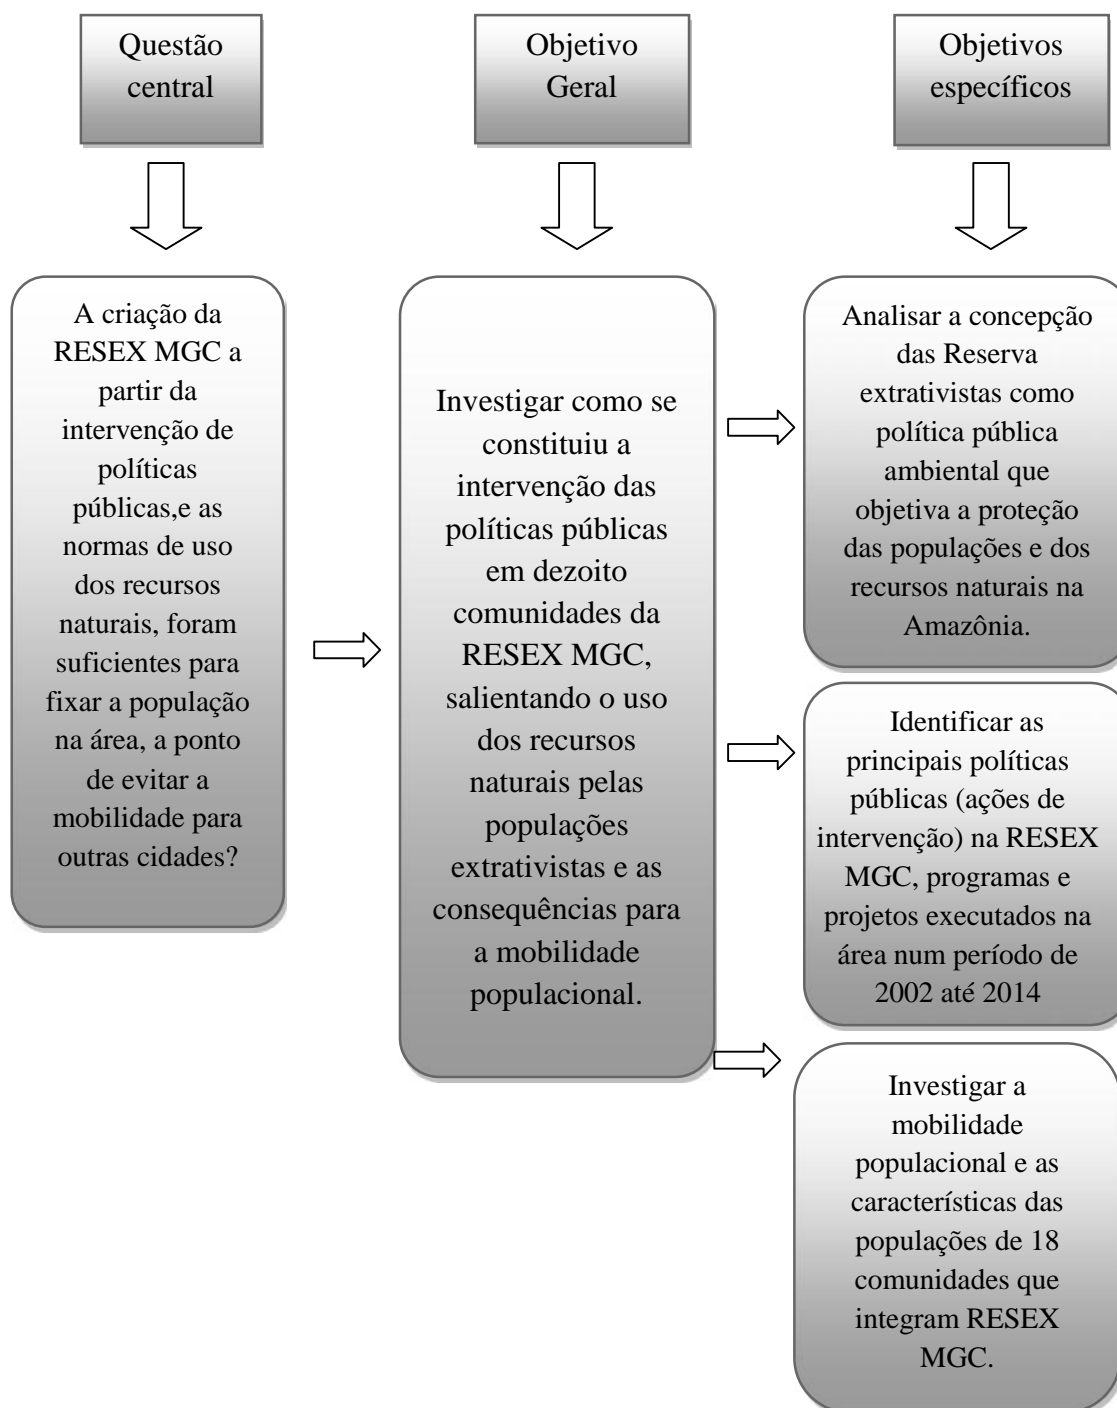 Questão
central
A criação da
RESEX MGC a
partir da
intervenção de
políticas
públicas,e as
normas de uso
dos recursos
naturais, foram
suficientes para
fixar a população
na área, a ponto
de evitar a
mobilidade para
outras cidades?
Objetivo
Geral
Investigar como se
constituiu a
intervenção das
políticas públicas
em dezoito
comunidades da
RESEX MGC,
salientando o uso
dos recursos
naturais pelas
populações
extrativistas e as
consequências para
a mobilidade
populacional.
Objetivos
específicos
Analisar a concepção
das Reserva
extrativistas como
política pública
ambiental que
objetiva a proteção
das populações e dos
recursos naturais na
Amazônia.
Identificar as
principais políticas
públicas (ações de
intervenção) na RESEX
MGC, programas e
projetos executados na
área num período de
2002 até 2014
Investigar a
mobilidade
populacional e as
características das
populações de 18
comunidades que
integram RESEX
MGC.